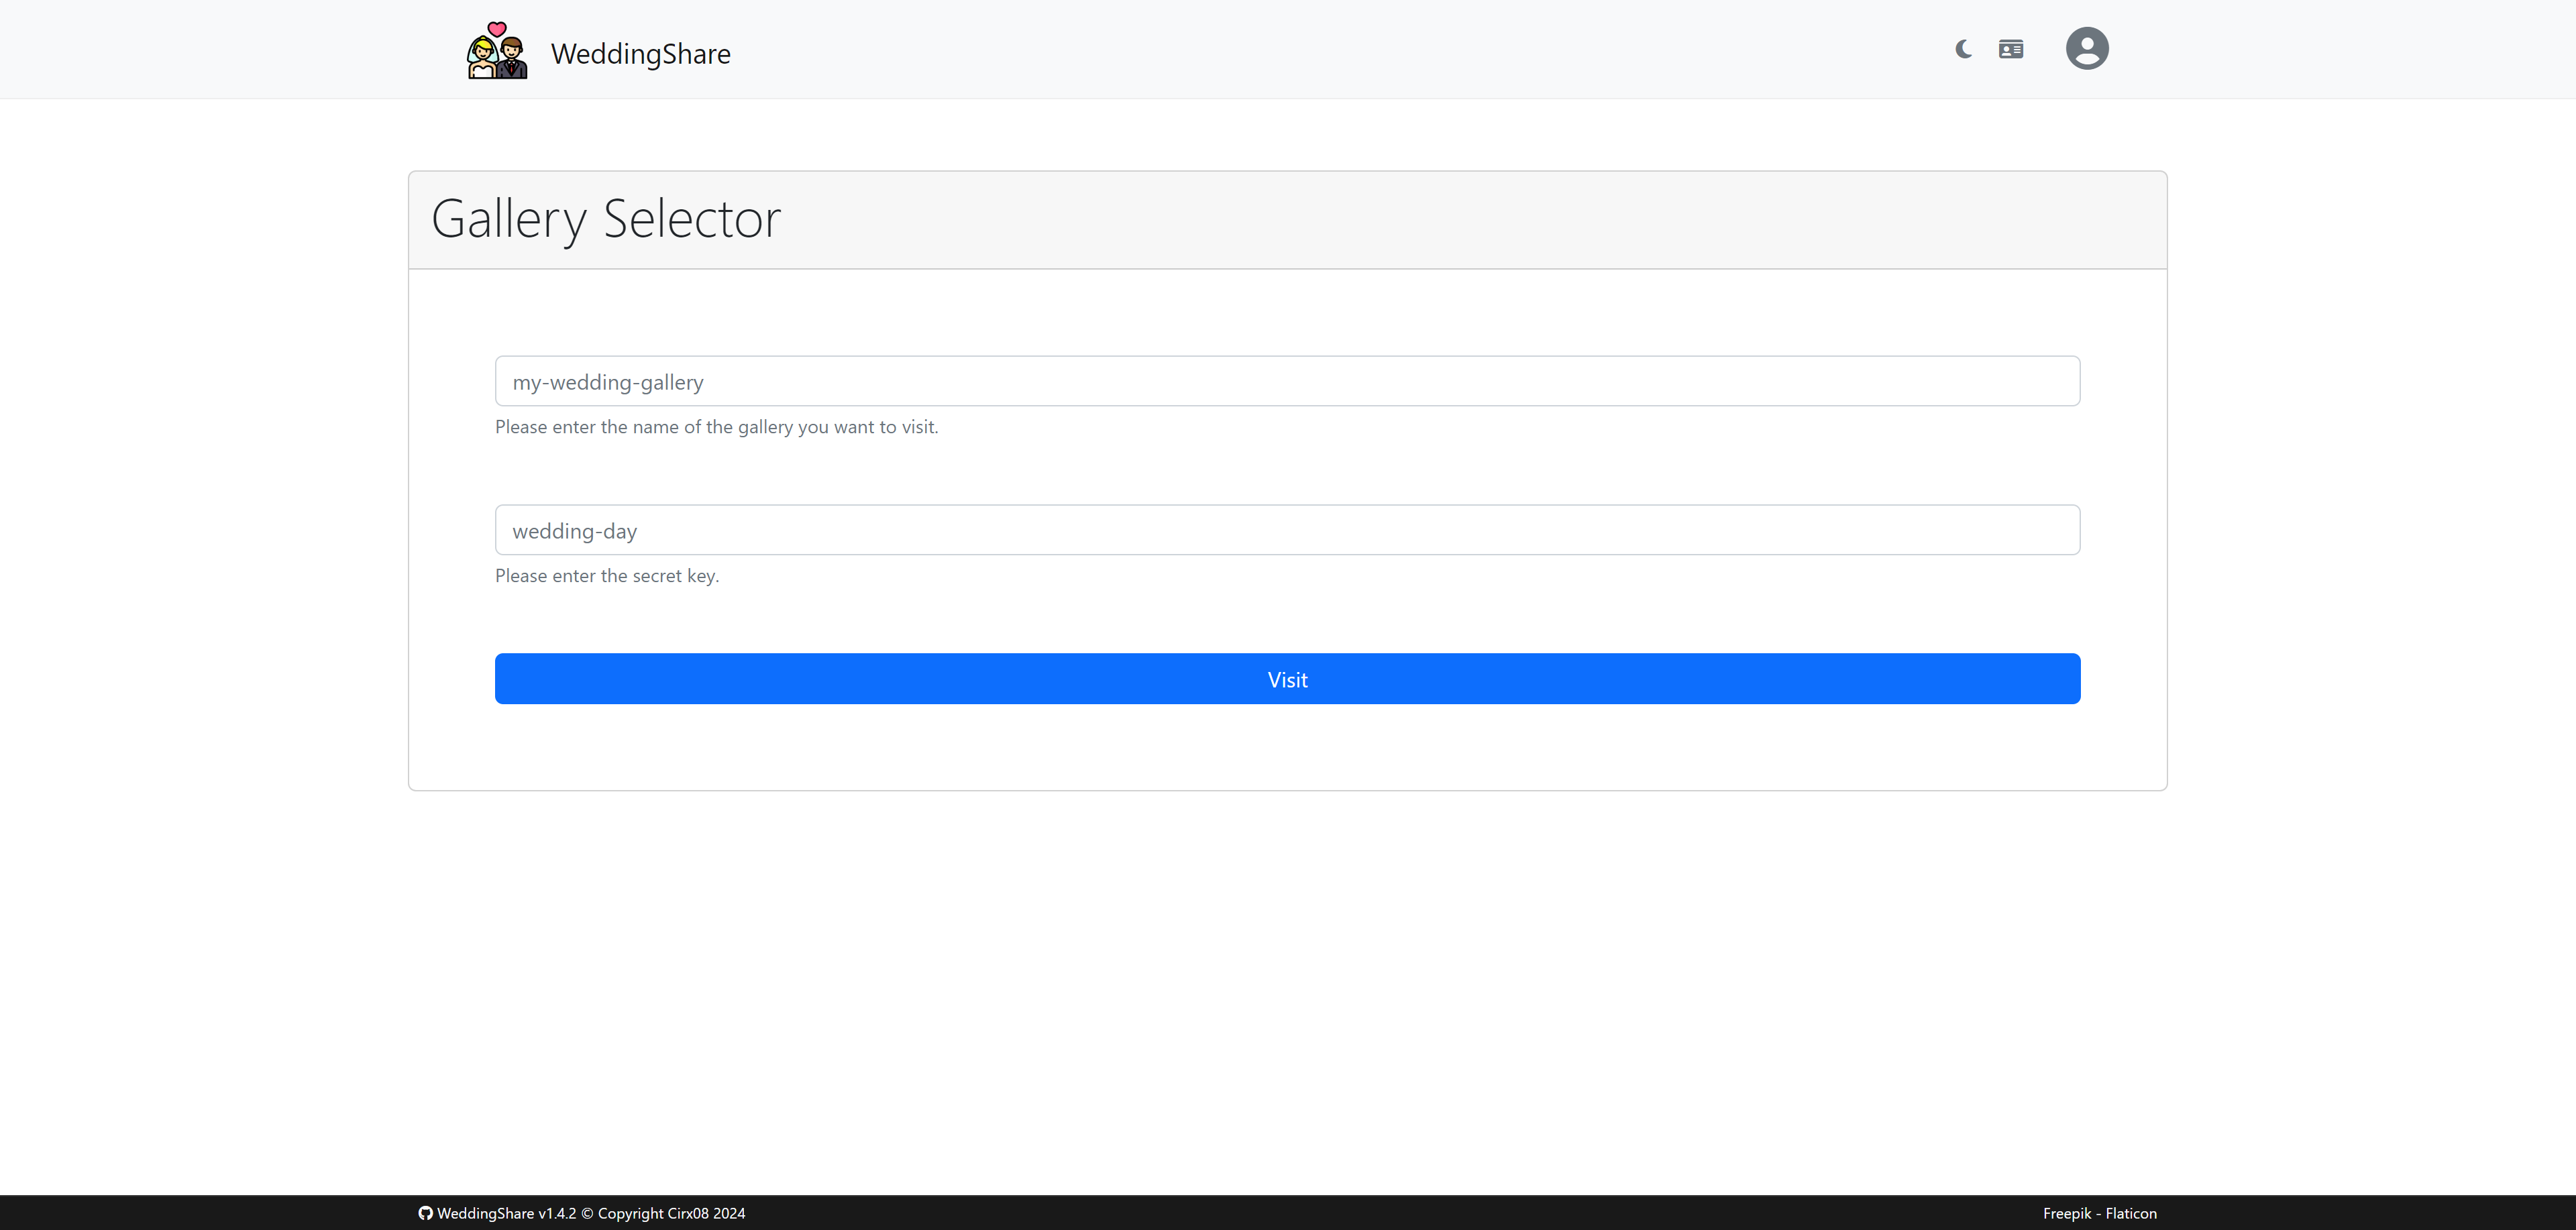 WeddingShare
Gallery Selector
my-wedding-gallery
Please enter the name of the gallery you want to visit.
wedding-day
Please enter the secret key.
Visit
WeddingShare v1.4.2 © Copyright Cirx08 2024
Freepik - Flaticon